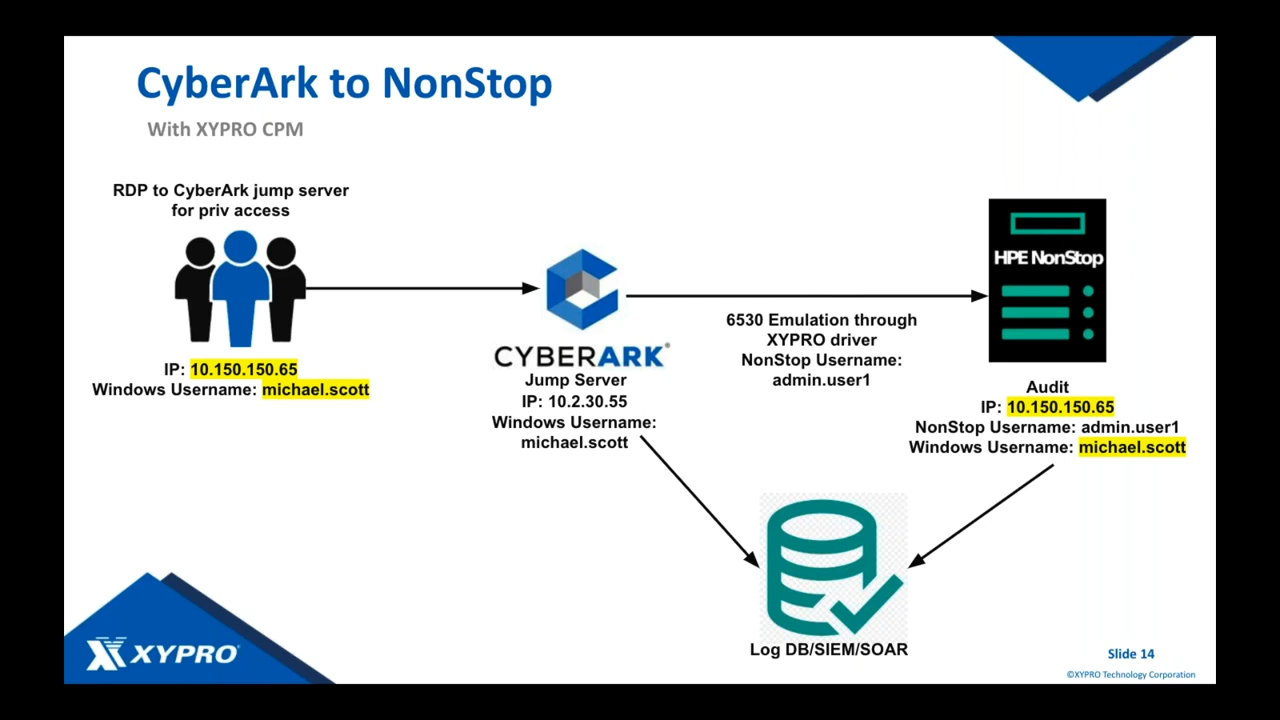 CyberArk to NonStop
With XYPRO CPM
RDP to CyberArk jump server
for priv access
IP: 10.150.150.65
Windows Username: michael.scott
CYBERARK®
Jump Server
IP: 10.2.30.55
Windows Username:
michael.scott
6530 Emulation through
XYPRO driver
NonStop Username:
admin.user1
HPE NonStop
Audit
IP: 10.150.150.65
NonStop Username: admin.user1
Windows Username: michael.scott
Log DB/SIEM/SOAR
XYPRO®
Slide 14
©XYPRO Technology Corporation